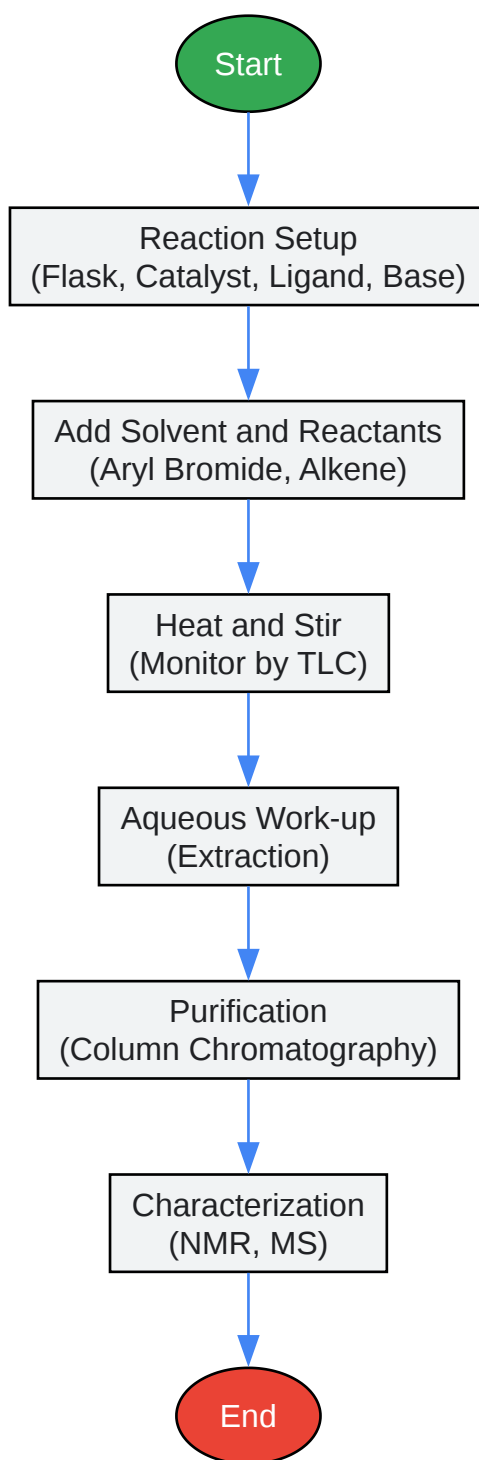 Start
Reaction Setup
(Flask, Catalyst, Ligand, Base)
Add Solvent and Reactants
(Aryl Bromide, Alkene)
Heat and Stir
(Monitor by TLC)
Aqueous Work-up
(Extraction)
Purification
(Column Chromatography)
Characterization
(NMR, MS)
End